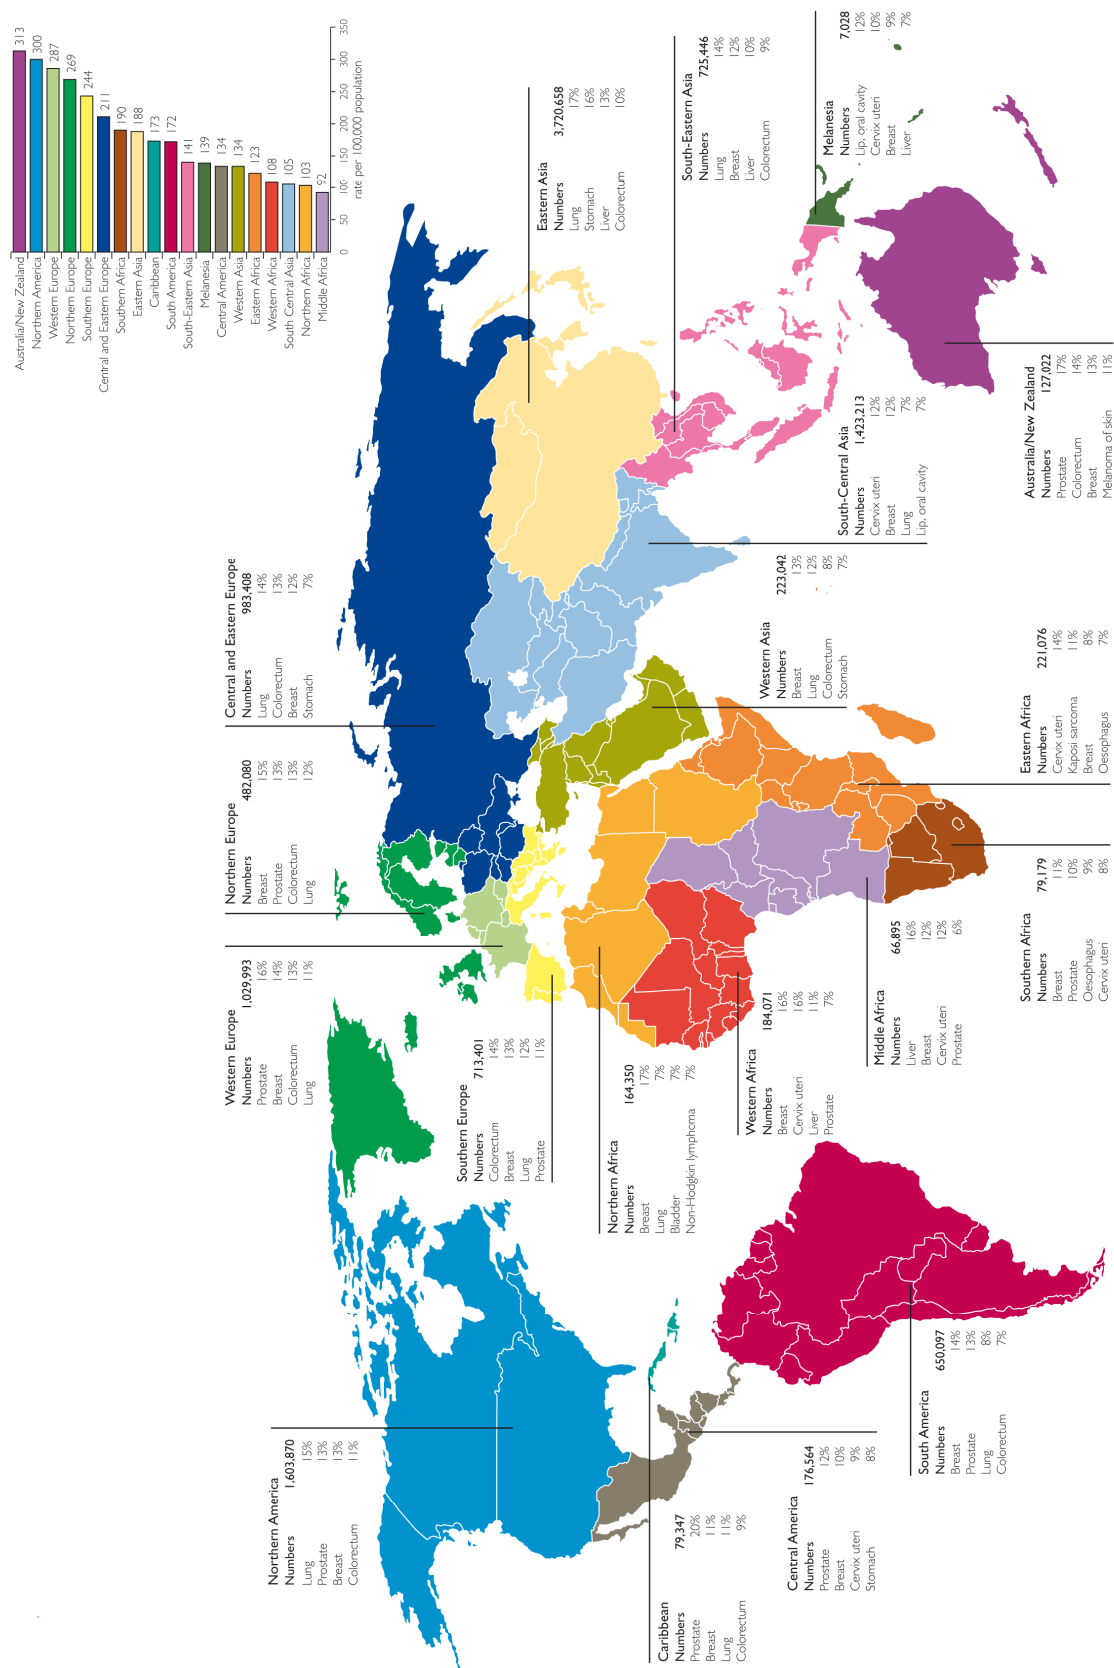 Northern America
Numbers 1,603,870
Lung 15%
Prostate 13%
Breast 13%
Colorectum 11%
Western Europe
Numbers 1,029,993
Prostate 16%
Breast 14%
Colorectum 13%
Lung 11%
Northern Europe
Numbers 482,080
Breast 15%
Prostate 13%
Colorectum 13%
Lung 12%
Central and Eastern Europe
Numbers 983,408
Lung 14%
Colorectum 13%
Breast 12%
Stomach 7%
Australia/New Zealand 313
Northern America 300
Western Europe 287
Northern Europe 269
Southern Europe 244
Central and Eastern Europe 211
Southern Africa 190
Eastern Asia 188
Caribbean 173
South America 172
South-Eastern Asia 141
Melanesia 139
Central America 134
Western Asia 134
Eastern Africa 123
Western Africa 108
South Central Asia 105
Northern Africa 103
Middle Africa 92
0 50 100 150 200 250 300 350
rate per 100,000 population
Southern Europe
Numbers 713,401
Colorectum 14%
Breast 13%
Lung 12%
Prostate 11%
Eastern Asia
Numbers 3,720,658
Lung 17%
Stomach 16%
Liver 13%
Colorectum 10%
Northern Africa
Numbers 164,350
Breast 17%
Lung 7%
Bladder 7%
Non-Hodgkin lymphoma 7%
Caribbean
Numbers 79,347
Prostate 20%
Breast 11%
Lung 11%
Colorectum 9%
South-Eastern Asia
Numbers 725,446
Lung 14%
Breast 12%
Liver 10%
Colorectum 9%
Western Africa
Numbers 184,071
Breast 16%
Cervix uteri 16%
Liver 11%
Prostate 7%
Western Asia
Numbers 223,042
Breast 13%
Lung 12%
Colorectum 8%
Stomach 7%
Central America
Numbers 176,564
Prostate 12%
Breast 10%
Cervix uteri 9%
Stomach 8%
South-Central Asia
Numbers 1,423,213
Cervix uteri 12%
Breast 12%
Lung 7%
Lip, oral cavity 7%
Melanesia
Numbers 7,028
Lip, oral cavity 12%
Cervix uteri 10%
Breast 9%
Liver 7%
Middle Africa
Numbers 66,895
Liver 16%
Breast 12%
Cervix uteri 12%
Prostate 6%
South America
Numbers 650,097
Breast 14%
Prostate 13%
Lung 8%
Colorectum 7%
Southern Africa
Numbers 79,179
Breast 11%
Prostate 10%
Oesophagus 9%
Cervix uteri 8%
Eastern Africa
Numbers 221,076
Cervix uteri 14%
Kaposi sarcoma 11%
Breast 8%
Oesophagus 7%
Australia/New Zealand
Numbers 127,022
Prostate 17%
Colorectum 14%
Breast 13%
Melanoma of skin 11%